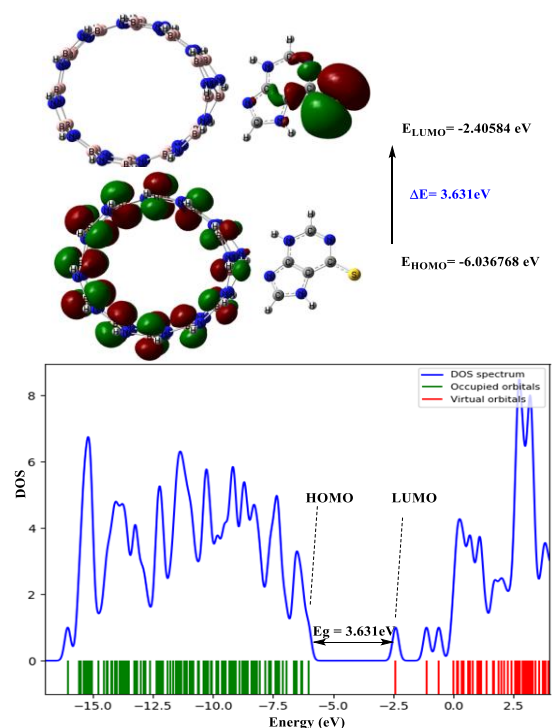 E_LUMO= -2.40584 eV
ΔE= 3.631eV
E_HOMO= -6.036768 eV
DOS spectrum
Occupied orbitals
Virtual orbitals
HOMO
LUMO
Eg = 3.631eV
DOS
8
6
4
2
0
−15.0
−12.5
−10.0
−7.5
−5.0
−2.5
0.0
2.5
Energy (eV)